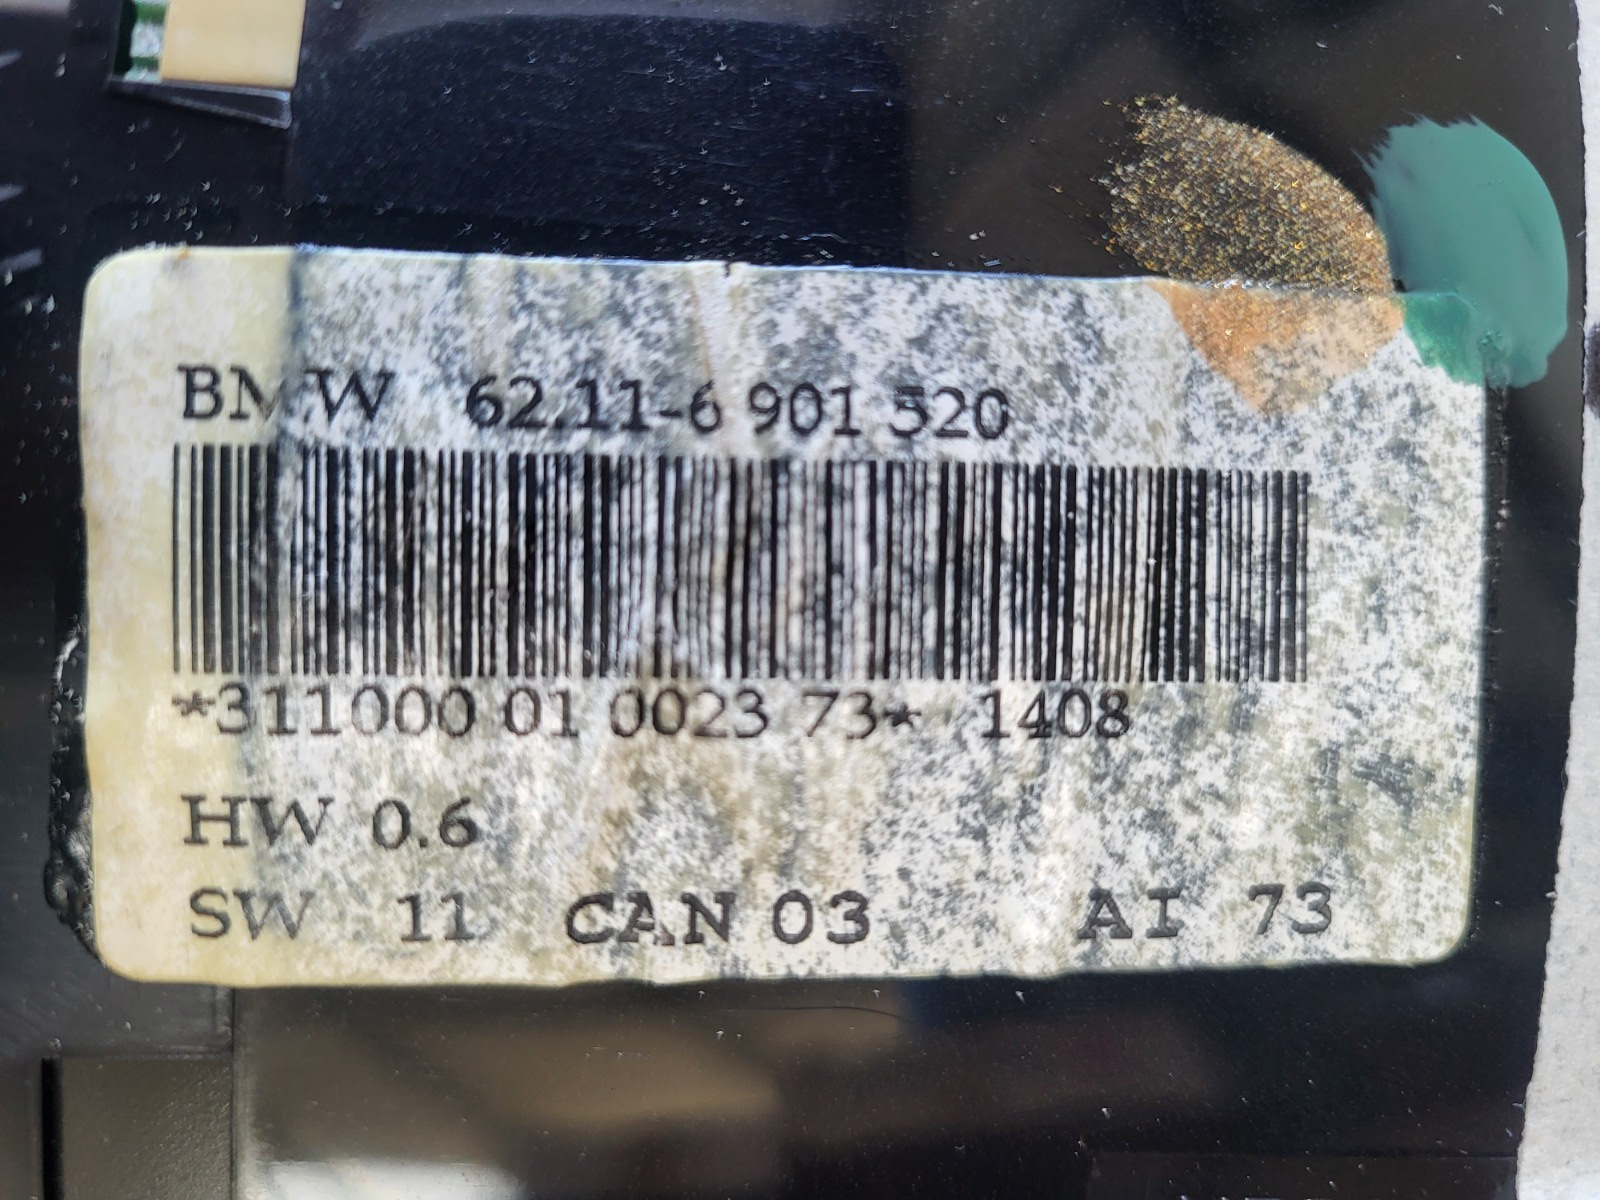 BMW 62.11-6 901 520
*311000 01 0023 73* 1408
HW 0.6
SW 11 CAN 03 AI 73